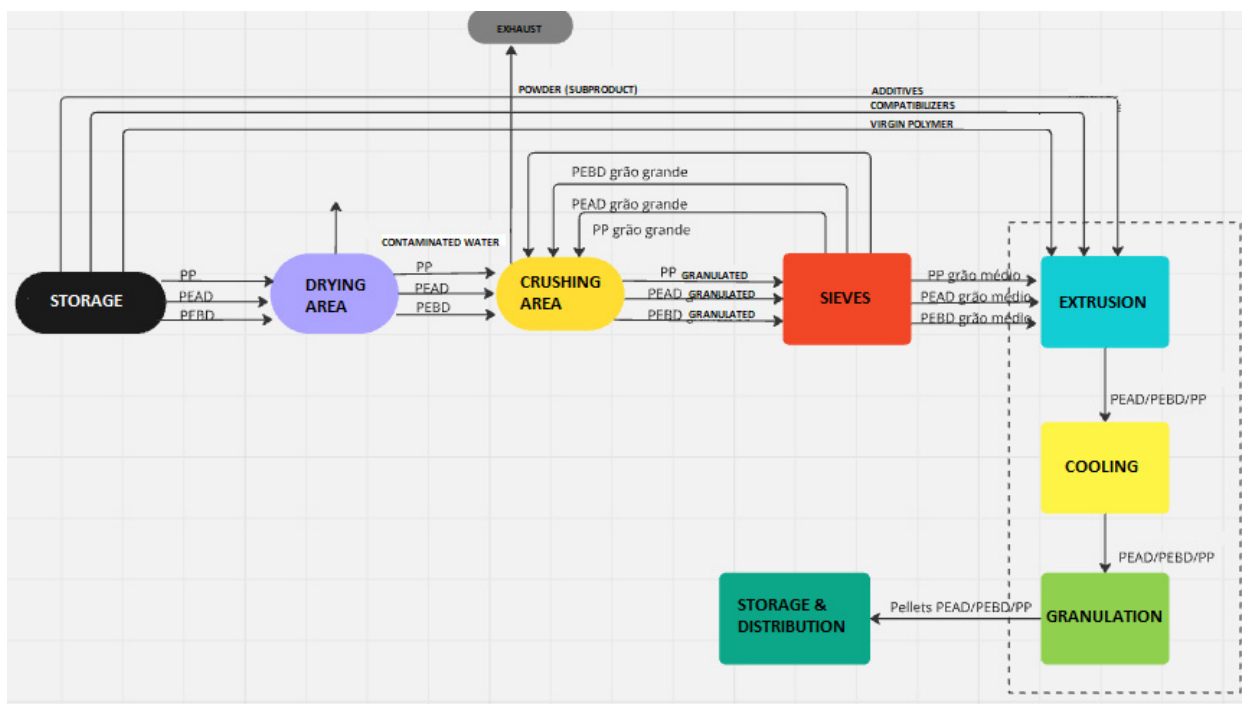 EXHAUST
POWDER (SUBPRODUCT)
ADDITIVES
COMPATIBILIZERS
VIRGIN POLYMER
PEBD grão grande
PEAD grão grande
PP grão grande
CONTAMINATED WATER
STORAGE
PP
PEAD
PEBD
DRYING
AREA
PP
PEAD
PEBD
CRUSHING
AREA
PP GRANULATED
PEAD GRANULATED
PEBD GRANULATED
SIEVES
PP grão médio
PEAD grão médio
PEBD grão médio
EXTRUSION
PEAD/PEBD/PP
COOLING
PEAD/PEBD/PP
GRANULATION
Pellets PEAD/PEBD/PP
STORAGE &
DISTRIBUTION